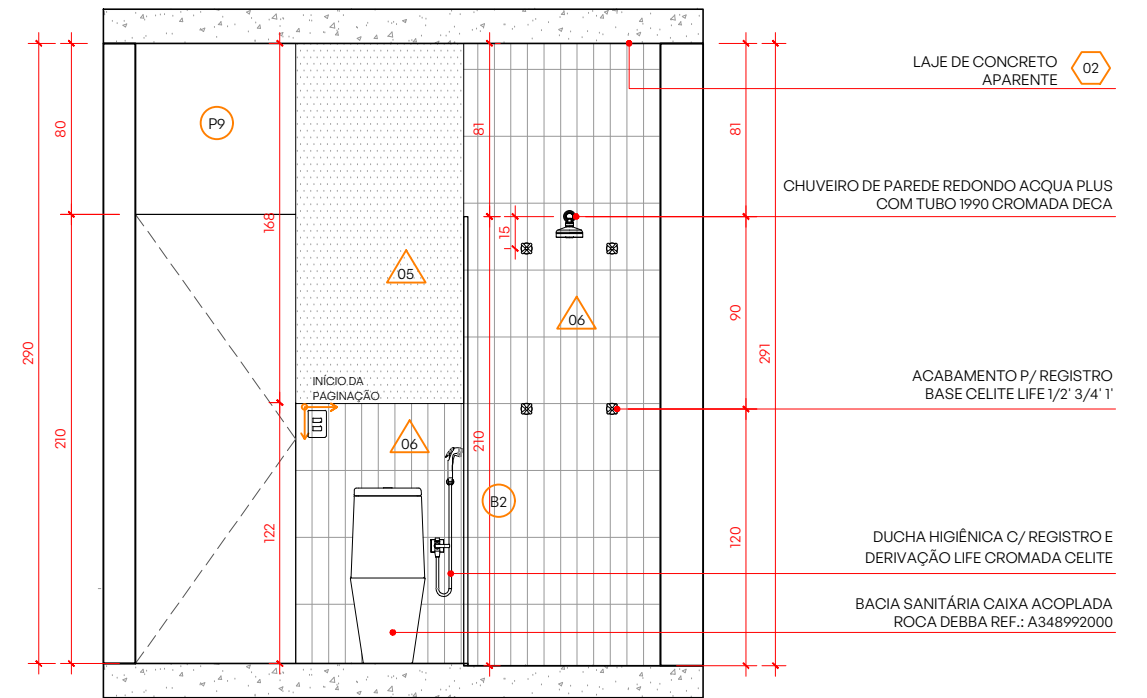 LAJE DE CONCRETO
APARENTE
02
P9
80
81
81
CHUVEIRO DE PAREDE REDONDO ACQUA PLUS
COM TUBO 1990 CROMADA DECA
168
15
05
06
90
290
291
INÍCIO DA
PAGINAÇÃO
ACABAMENTO P/ REGISTRO
BASE CELITE LIFE 1/2' 3/4' 1'
210
06
210
B2
122
120
DUCHA HIGIÊNICA C/ REGISTRO E
DERIVAÇÃO LIFE CROMADA CELITE
BACIA SANITÁRIA CAIXA ACOPLADA
ROCA DEBBA REF.: A348992000